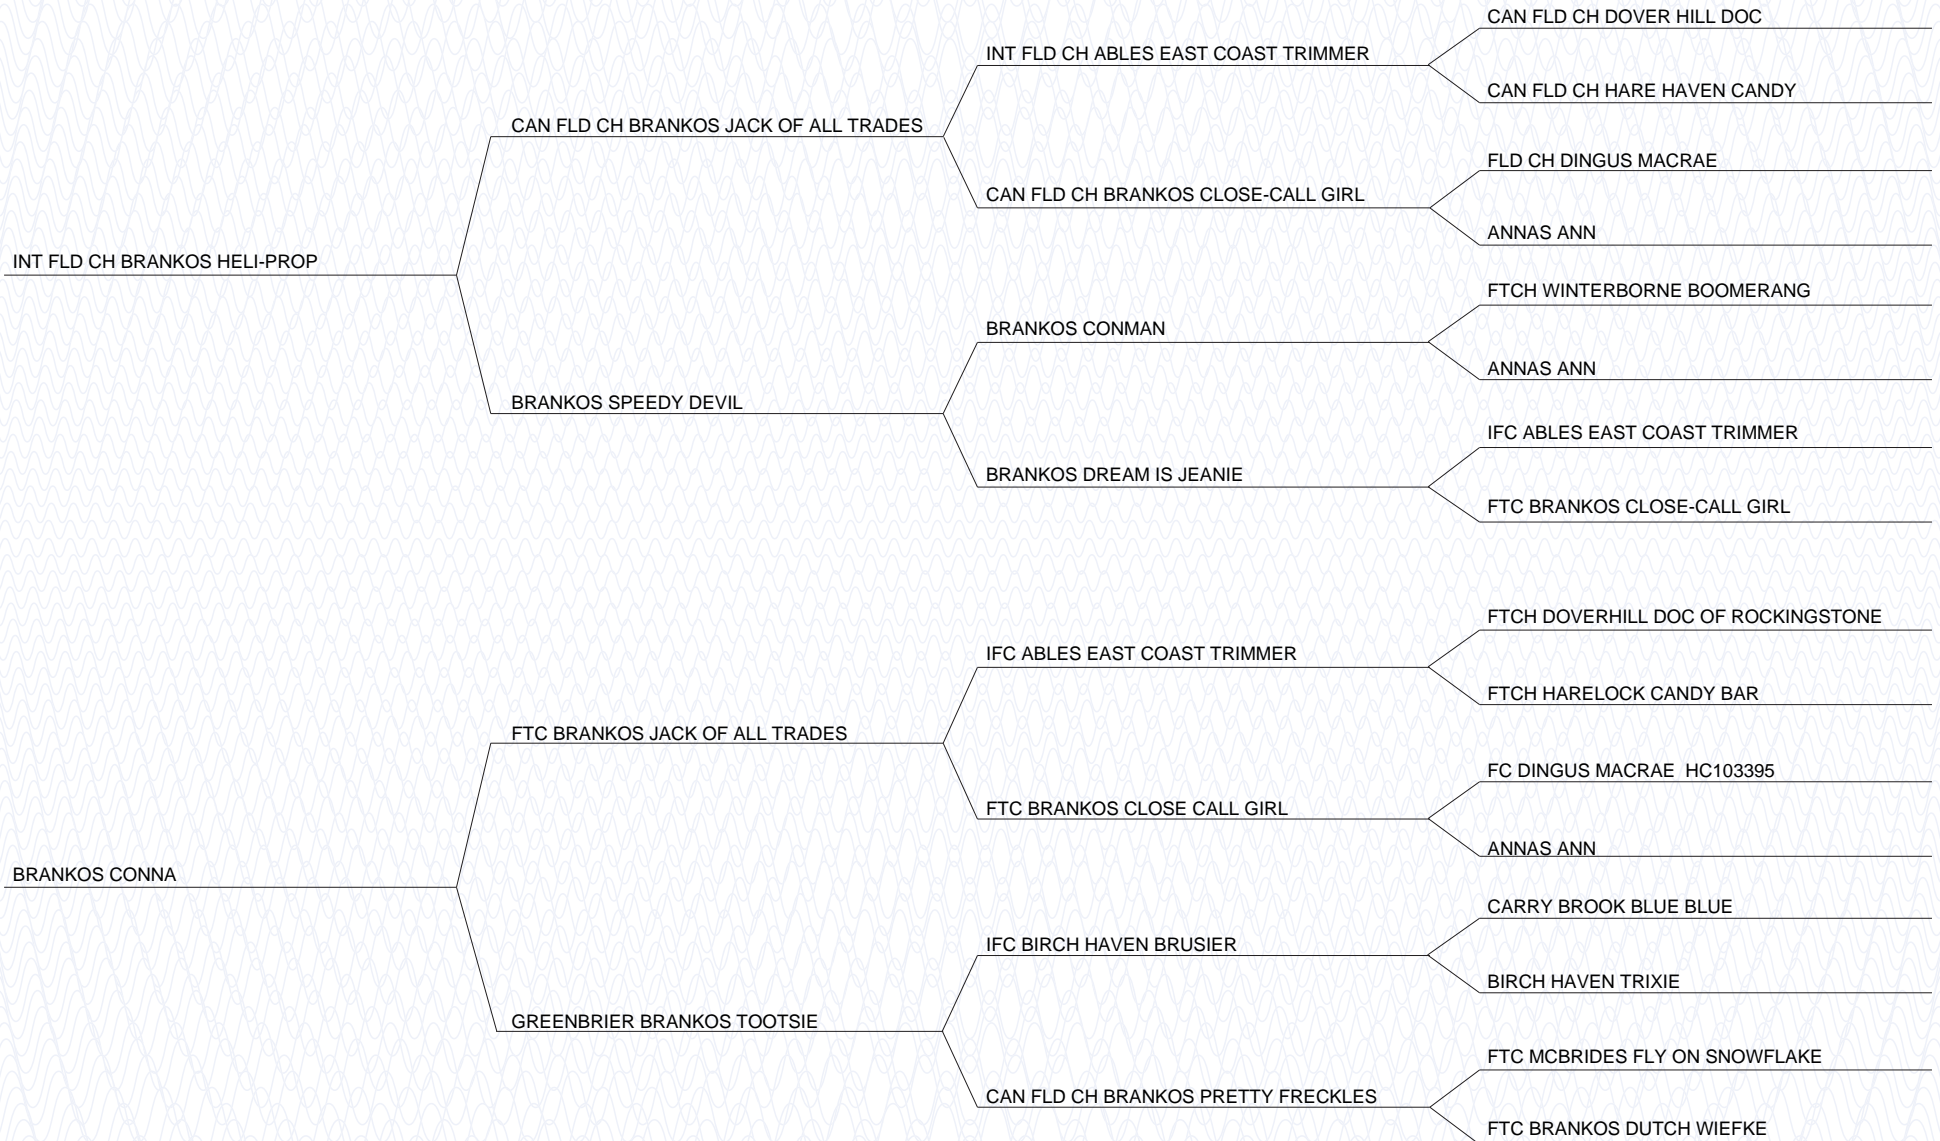 CAN FLD CH DOVER HILL DOC
INT FLD CH ABLES EAST COAST TRIMMER
CAN FLD CH HARE HAVEN CANDY
CAN FLD CH BRANKOS JACK OF ALL TRADES
FLD CH DINGUS MACRAE
CAN FLD CH BRANKOS CLOSE-CALL GIRL
ANNAS ANN
INT FLD CH BRANKOS HELI-PROP
FTCH WINTERBORNE BOOMERANG
BRANKOS CONMAN
ANNAS ANN
BRANKOS SPEEDY DEVIL
IFC ABLES EAST COAST TRIMMER
BRANKOS DREAM IS JEANIE
FTC BRANKOS CLOSE-CALL GIRL
FTCH DOVERHILL DOC OF ROCKINGSTONE
IFC ABLES EAST COAST TRIMMER
FTCH HARELOCK CANDY BAR
FTC BRANKOS JACK OF ALL TRADES
FC DINGUS MACRAE  HC103395
FTC BRANKOS CLOSE CALL GIRL
ANNAS ANN
BRANKOS CONNA
CARRY BROOK BLUE BLUE
IFC BIRCH HAVEN BRUSIER
BIRCH HAVEN TRIXIE
GREENBRIER BRANKOS TOOTSIE
FTC MCBRIDES FLY ON SNOWFLAKE
CAN FLD CH BRANKOS PRETTY FRECKLES
FTC BRANKOS DUTCH WIEFKE